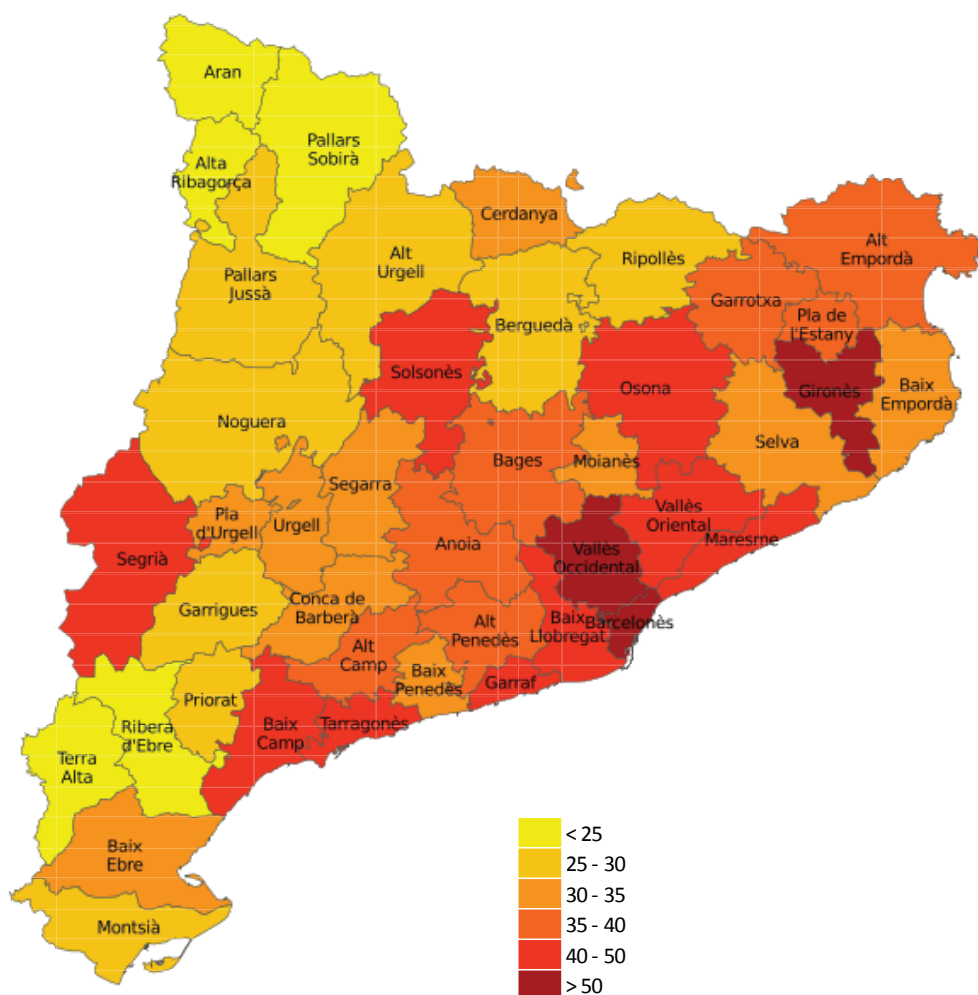 Aran
Pallars
Sobirà
Alta
Ribagorça
Cerdanya
Alt
Urgell
Ripollès
Alt
Empordà
Pallars
Jussà
Garrotxa
Pla de
l'Estany
Berguedà
Solsonès
Osona
Gironès
Baix
Empordà
Noguera
Selva
Bages
Moianès
Segarra
Pla
d'Urgell
Urgell
Vallès
Oriental
Anoia
Maresme
Segrià
Vallès
Occidental
Garrigues
Conca de
Barberà
Alt
Penedès
Baix
Llobregat
Barcelonès
Alt
Camp
Baix
Penedès
Garraf
Priorat
Ribera
d'Ebre
Baix
Camp
Tarragonès
Terra
Alta
Baix
Ebre
Montsià
< 25
25 - 30
30 - 35
35 - 40
40 - 50
> 50